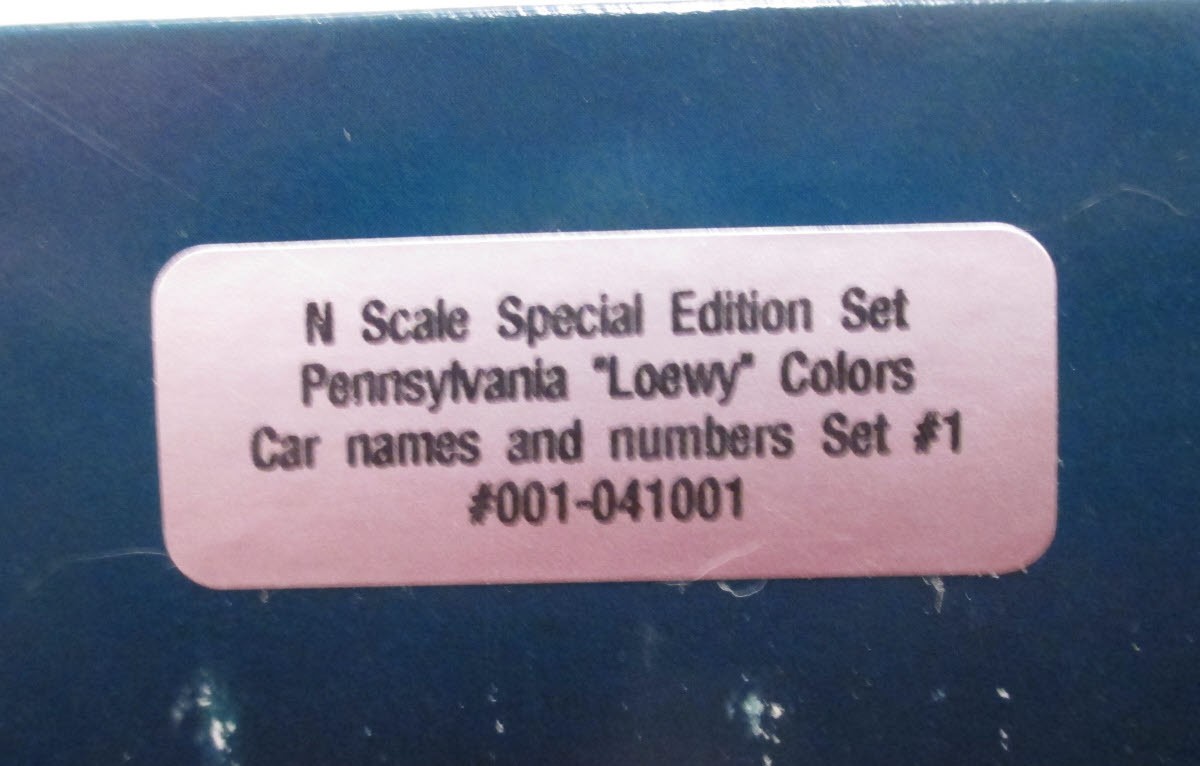 N Scale Special Edition Set
Pennsylvania "Loewy" Colors
Car names and numbers Set #1
#001-041001